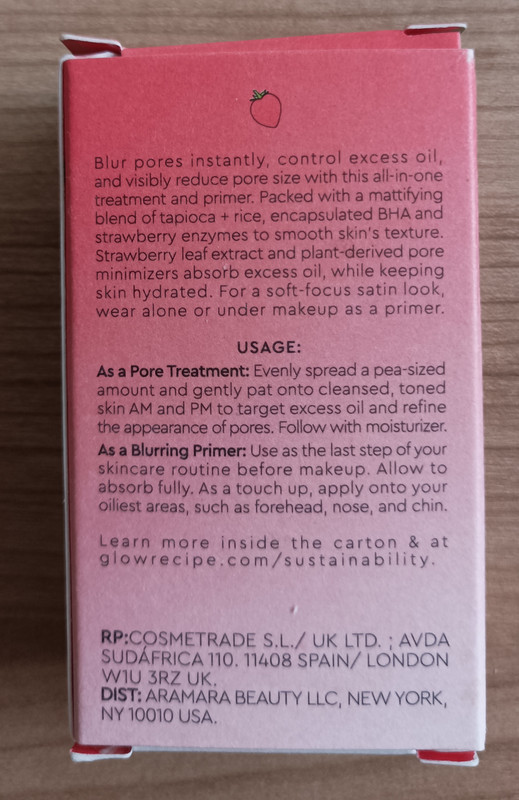 Blur pores instantly, control excess oil,
and visibly reduce pore size with this all-in-one
treatment and primer. Packed with a mattifying
blend of tapioca + rice, encapsulated BHA and
strawberry enzymes to smooth skin's texture.
Strawberry leaf extract and plant-derived pore
minimizers absorb excess oil, while keeping
skin hydrated. For a soft-focus satin look,
wear alone or under makeup as a primer.
USAGE:
As a Pore Treatment: Evenly spread a pea-sized
amount and gently pat onto cleansed, toned
skin AM and PM to target excess oil and refine
the appearance of pores. Follow with moisturizer.
As a Blurring Primer: Use as the last step of your
skincare routine before makeup. Allow to
absorb fully. As a touch up, apply onto your
oiliest areas, such as forehead, nose, and chin.
Learn more inside the carton & at
glowrecipe.com/sustainability.
RP:COSMETRADE S.L./ UK LTD. ; AVDA
SUDÁFRICA 110. 11408 SPAIN/ LONDON
W1U 3RZ UK.
DIST: ARAMARA BEAUTY LLC, NEW YORK,
NY 10010 USA.